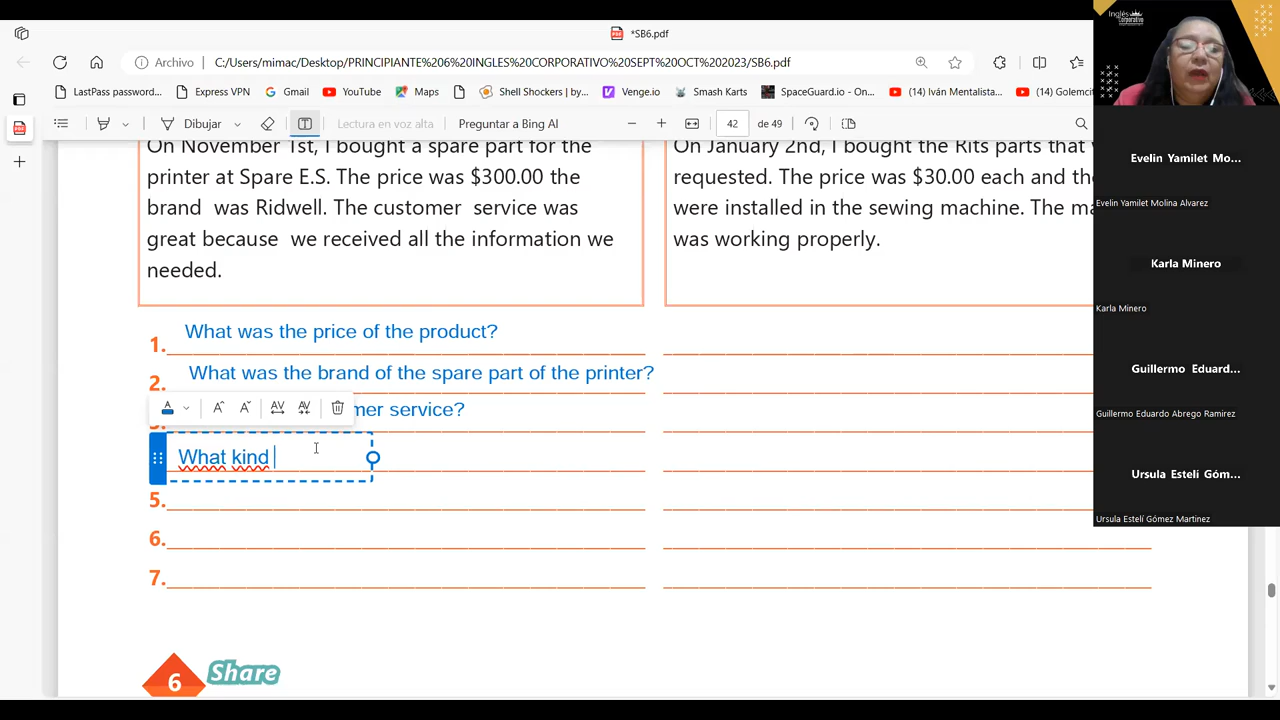 *SB6.pdf
Archivo
C:/Users/mimac/Desktop/PRINCIPIANTE%206%20INGLES%20CORPORATIVO%20SEPT%20OCT%202023/SB6.pdf
LastPass password...
Express VPN
Gmail
YouTube
Maps
Shell Shockers | by...
Venge.io
Smash Karts
SpaceGuard.io - On...
(14) Iván Mentalista...
(14) Golemcit
Dibujar
Lectura en voz alta
Preguntar a Bing AI
42
de 49
On November 1st, I bought a spare part for the
printer at Spare E.S. The price was $300.00 the
brand was Ridwell. The customer service was
great because we received all the information we
needed.
On January 2nd, I bought the Rits parts that
requested. The price was $30.00 each and
were installed in the sewing machine. The
was working properly.
1. What was the price of the product?
2. What was the brand of the spare part of the printer?
mer service?
What kind
5.
6.
7.
6 Share
Inglés
Corporativo
Evelin Yamilet Mo...
Evelin Yamilet Molina Alvarez
Karla Minero
Karla Minero
Guillermo Eduard...
Guillermo Eduardo Abrego Ramirez
Ursula Esteli Góm...
Ursula Estelí Gómez Martinez